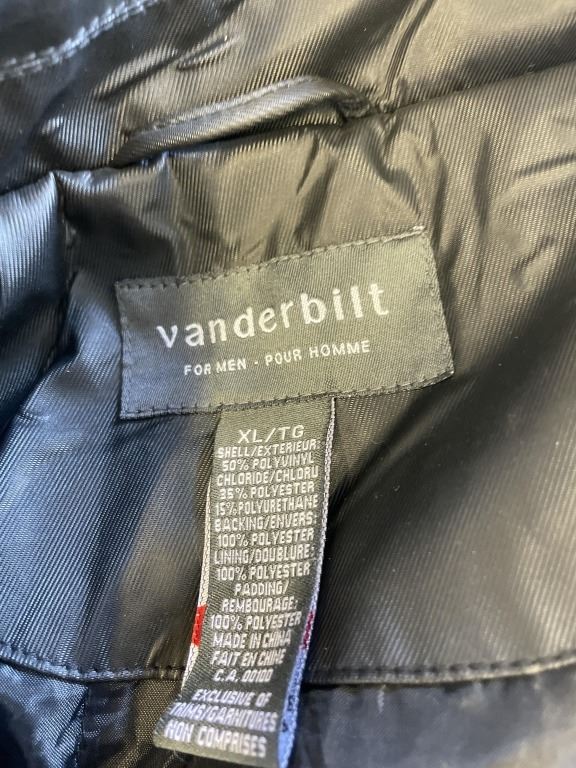 vanderbilt
FOR MEN - POUR HOMME
XL/TG
SHELL/EXTERIEUR:
50% POLYVINYL
CHLORIDE/CHLORU
35% POLYESTER
15% POLYURETHANE
BACKING/ENVERS:
100% POLYESTER
LINING/DOUBLURE:
100% POLYESTER
PADDING/
REMBOURAGE:
100% POLYESTER
MADE IN CHINA
FAIT EN CHINE
C.A. 00100
EXCLUSIVE OF
TRIMS/GARNITURES
NON COMPRISES